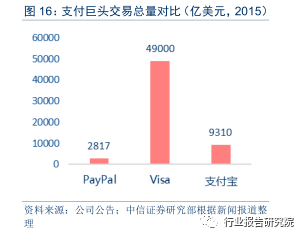 图 16：支付巨头交易总量对比（亿美元，2015）
60000
50000
40000
30000
20000
10000
0
2817
49000
9310
PayPal
Visa
支付宝
资料来源：公司公告；中信证券研究部根据新闻报道整
理
行业报告研究院